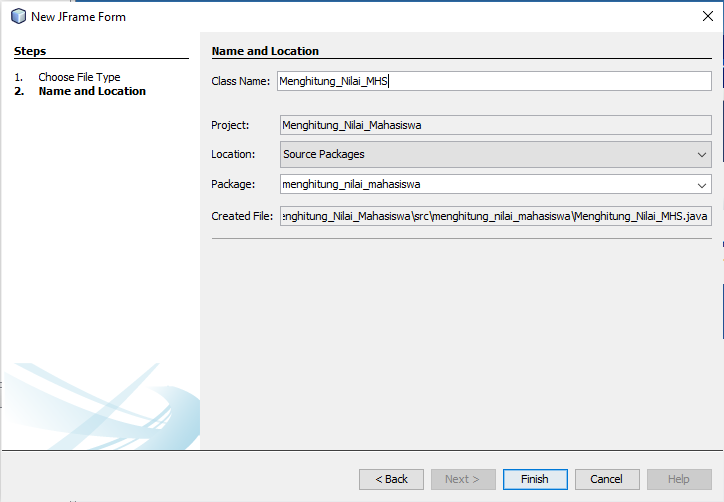 New JFrame Form
Steps
1. Choose File Type
2. Name and Location
Name and Location
Class Name: Menghitung_Nilai_MHS
Project: Menghitung_Nilai_Mahasiswa
Location: Source Packages
Package: menghitung_nilai_mahasiswa
Created File: enghitung_Nilai_Mahasiswa\src\menghitung_nilai_mahasiswa\Menghitung_Nilai_MHS.java
< Back Next > Finish Cancel Help